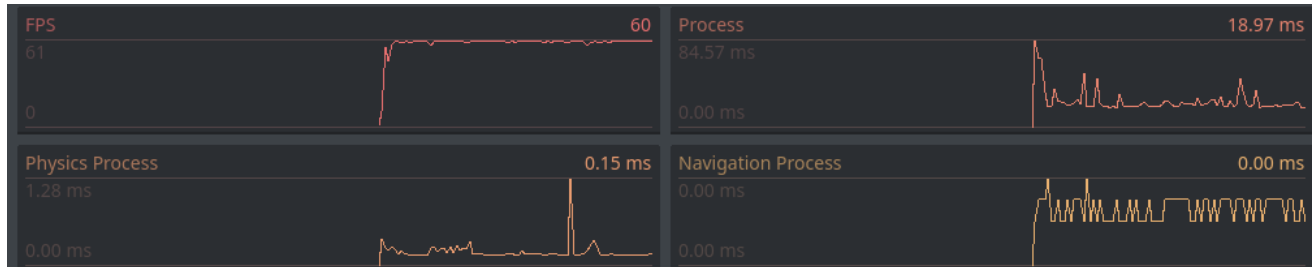 FPS 60
61
0
Process 18.97 ms
84.57 ms
0.00 ms
Physics Process 0.15 ms
1.28 ms
0.00 ms
Navigation Process 0.00 ms
0.00 ms
0.00 ms